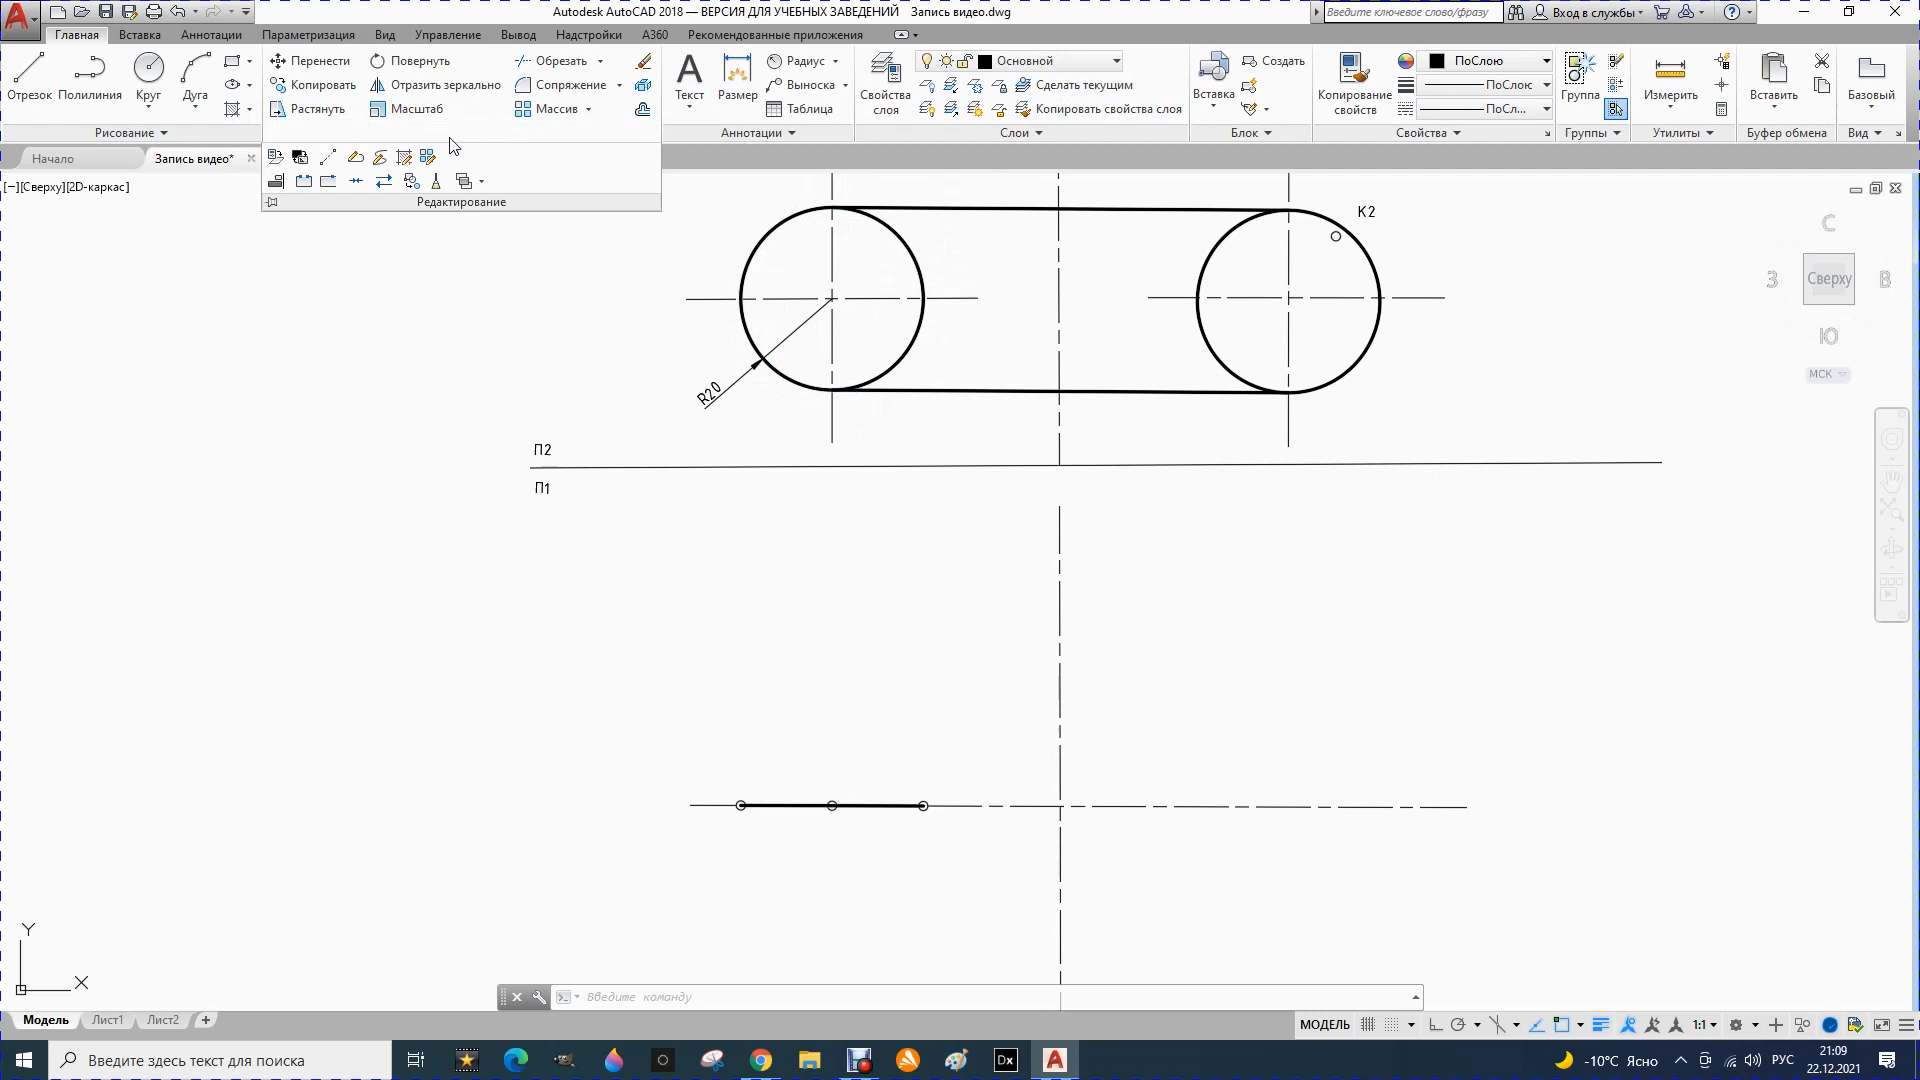 Autodesk AutoCAD 2018 — ВЕРСИЯ ДЛЯ УЧЕБНЫХ ЗАВЕДЕНИЙ Запись видео.dwg
Введите ключевое слово/фразу
Вход в службы
Главная Вставка Аннотации Параметризация Вид Управление Вывод Надстройки A360 Рекомендованные приложения
Отрезок Полилиния Круг Дуга
Рисование
Перенести Повернуть Обрезать
Копировать Отразить зеркально Сопряжение
Растянуть Масштаб Массив
Редактирование
Текст Размер
Радиус
Выноска
Таблица
Аннотации
Свойства слоя
Основной
Сделать текущим
Копировать свойства слоя
Слои
Вставка
Создать
Блок
Копирование свойств
ПоСлою
ПоСлою
ПоСл...
Свойства
Группа
Группы
Измерить
Утилиты
Вставить
Буфер обмена
Базовый
Вид
Начало Запись видео*
[−][Сверху][2D-каркас]
K2
R20
П2
П1
С
З Сверху В
Ю
МСК
Y
X
Введите команду
Модель Лист1 Лист2 +
МОДЕЛЬ 1:1
Введите здесь текст для поиска
Dx
-10°C Ясно
РУС
21:09
22.12.2021